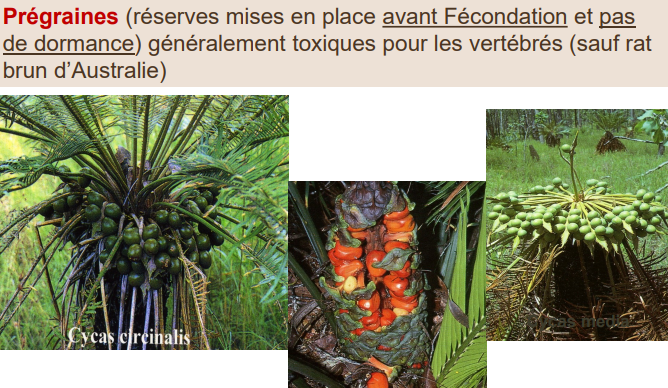 Prégraines (réserves mises en place avant Fécondation et pas
de dormance) généralement toxiques pour les vertébrés (sauf rat
brun d'Australie)
Cycas circinalis
media